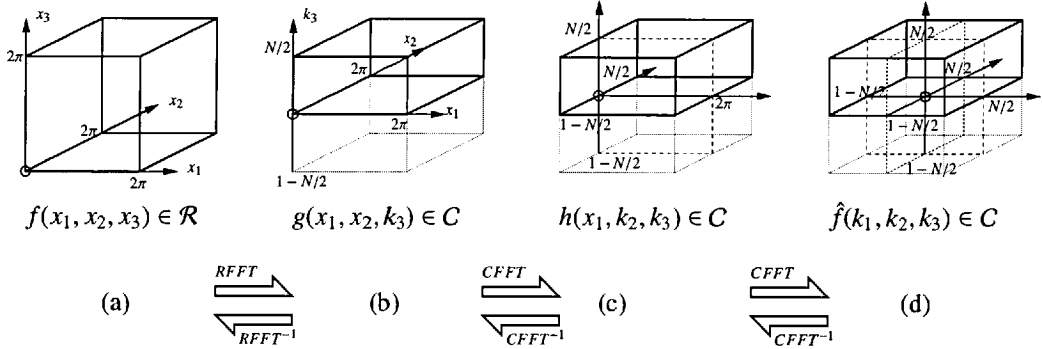 x₃
2π
x₂
2π
2π
x₁
k₃
N/2
x₂
2π
2π
x₁
1 − N/2
N/2
N/2
2π
1 − N/2
1 − N/2
N/2
N/2
1 − N/2
N/2
1 − N/2
1 − N/2
f(x₁, x₂, x₃) ∈ ℛ
g(x₁, x₂, k₃) ∈ C
h(x₁, k₂, k₃) ∈ C
f̂(k₁, k₂, k₃) ∈ C
(a)
RFFT
RFFT⁻¹
(b)
CFFT
CFFT⁻¹
(c)
CFFT
CFFT⁻¹
(d)